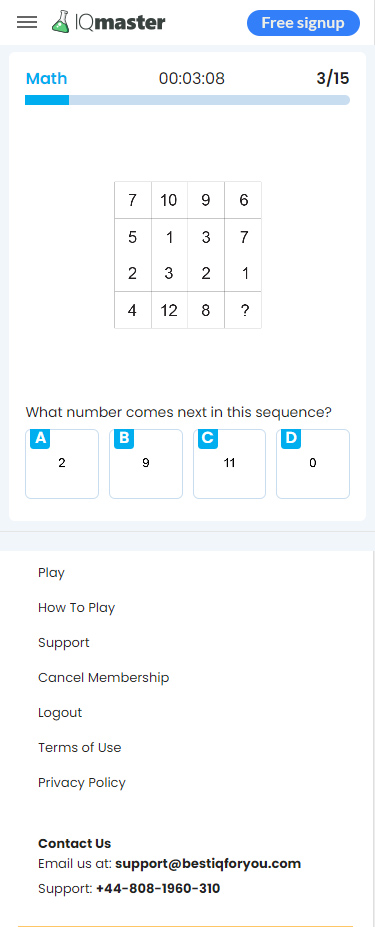 IQmaster
Free signup
Math 00:03:08 3/15
7 10 9 6
5 1 3 7
2 3 2 1
4 12 8 ?
What number comes next in this sequence?
A B C D
2 9 11 0
Play
How To Play
Support
Cancel Membership
Logout
Terms of Use
Privacy Policy
Contact Us
Email us at: support@bestiqforyou.com
Support: +44-808-1960-310